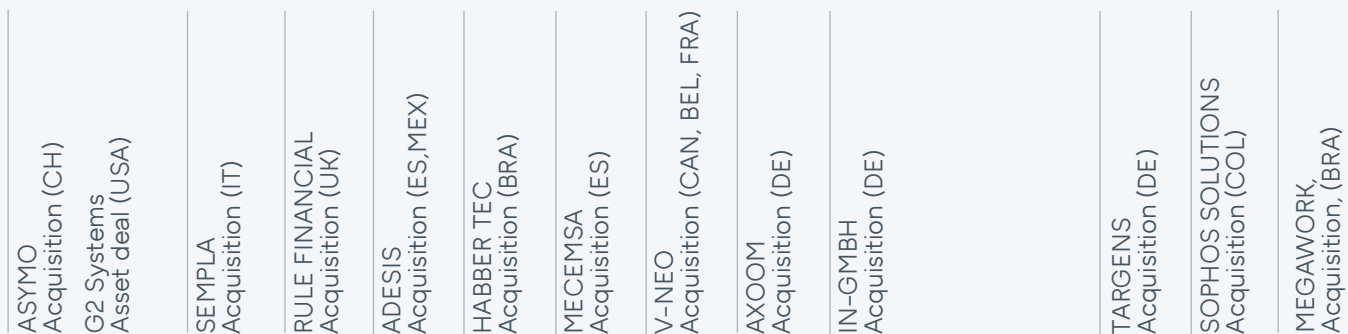 ASYMO
Acquisition (CH)
G2 Systems
Asset deal (USA)
SEMPLA
Acquisition (IT)
RULE FINANCIAL
Acquisition (UK)
ADESIS
Acquisition (ES,MEX)
HABBER TEC
Acquisition (BRA)
MECEMSA
Acquisition (ES)
V-NEO
Acquisition (CAN, BEL, FRA)
AXOOM
Acquisition (DE)
IN-GMBH
Acquisition (DE)
TARGENS
Acquisition (DE)
SOPHOS SOLUTIONS
Acquisition (COL)
MEGAWORK,
Acquisition, (BRA)